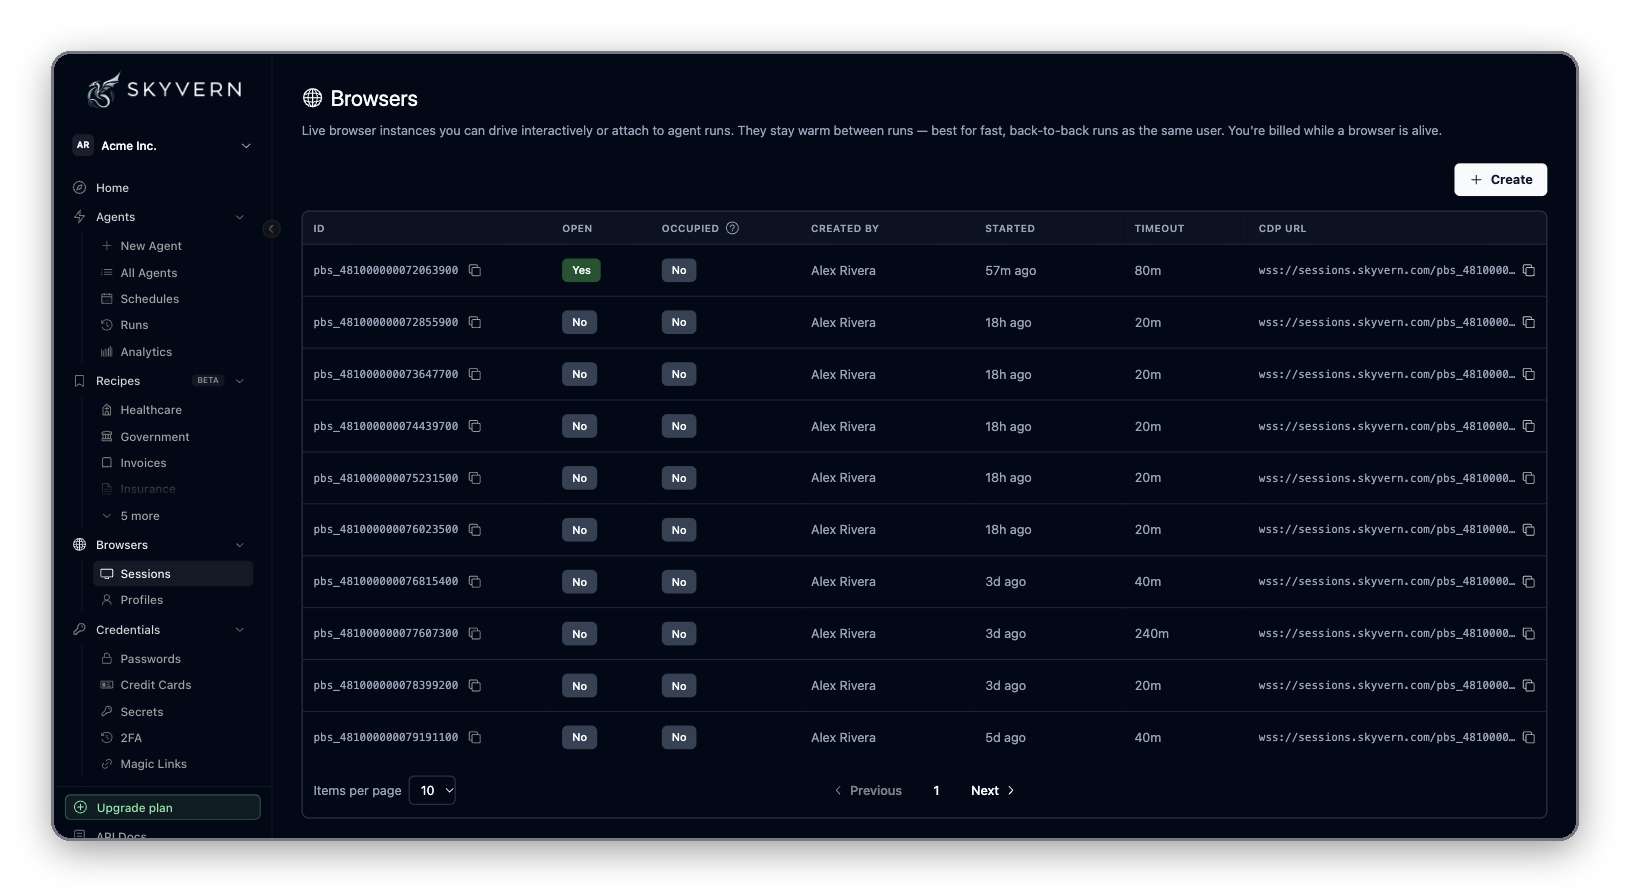 SKYVERN
AR Acme Inc.
Home
Agents
New Agent
All Agents
Schedules
Runs
Analytics
Recipes BETA
Healthcare
Government
Invoices
Insurance
5 more
Browsers
Sessions
Profiles
Credentials
Passwords
Credit Cards
Secrets
2FA
Magic Links
Upgrade plan
API Docs
Browsers
Live browser instances you can drive interactively or attach to agent runs. They stay warm between runs — best for fast, back-to-back runs as the same user. You're billed while a browser is alive.
+ Create
ID OPEN OCCUPIED ? CREATED BY STARTED TIMEOUT CDP URL
pbs_481000000072063900 Yes No Alex Rivera 57m ago 80m wss://sessions.skyvern.com/pbs_4810000…
pbs_481000000072855900 No No Alex Rivera 18h ago 20m wss://sessions.skyvern.com/pbs_4810000…
pbs_481000000073647700 No No Alex Rivera 18h ago 20m wss://sessions.skyvern.com/pbs_4810000…
pbs_481000000074439700 No No Alex Rivera 18h ago 20m wss://sessions.skyvern.com/pbs_4810000…
pbs_481000000075231500 No No Alex Rivera 18h ago 20m wss://sessions.skyvern.com/pbs_4810000…
pbs_481000000076023500 No No Alex Rivera 18h ago 20m wss://sessions.skyvern.com/pbs_4810000…
pbs_481000000076815400 No No Alex Rivera 3d ago 40m wss://sessions.skyvern.com/pbs_4810000…
pbs_481000000077607300 No No Alex Rivera 3d ago 240m wss://sessions.skyvern.com/pbs_4810000…
pbs_481000000078399200 No No Alex Rivera 3d ago 20m wss://sessions.skyvern.com/pbs_4810000…
pbs_481000000079191100 No No Alex Rivera 5d ago 40m wss://sessions.skyvern.com/pbs_4810000…
Items per page 10 Previous 1 Next